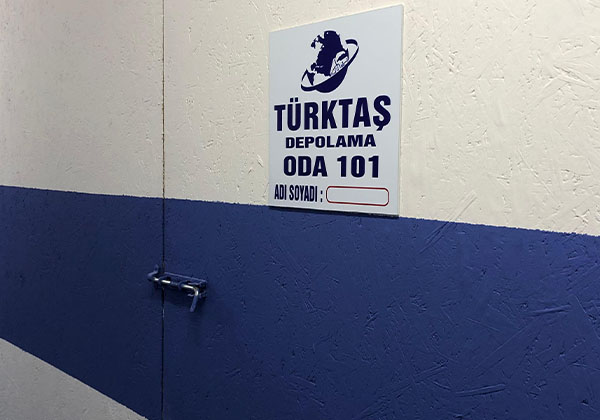 TÜRKTAŞ
DEPOLAMA
ODA 101
ADI SOYADI :